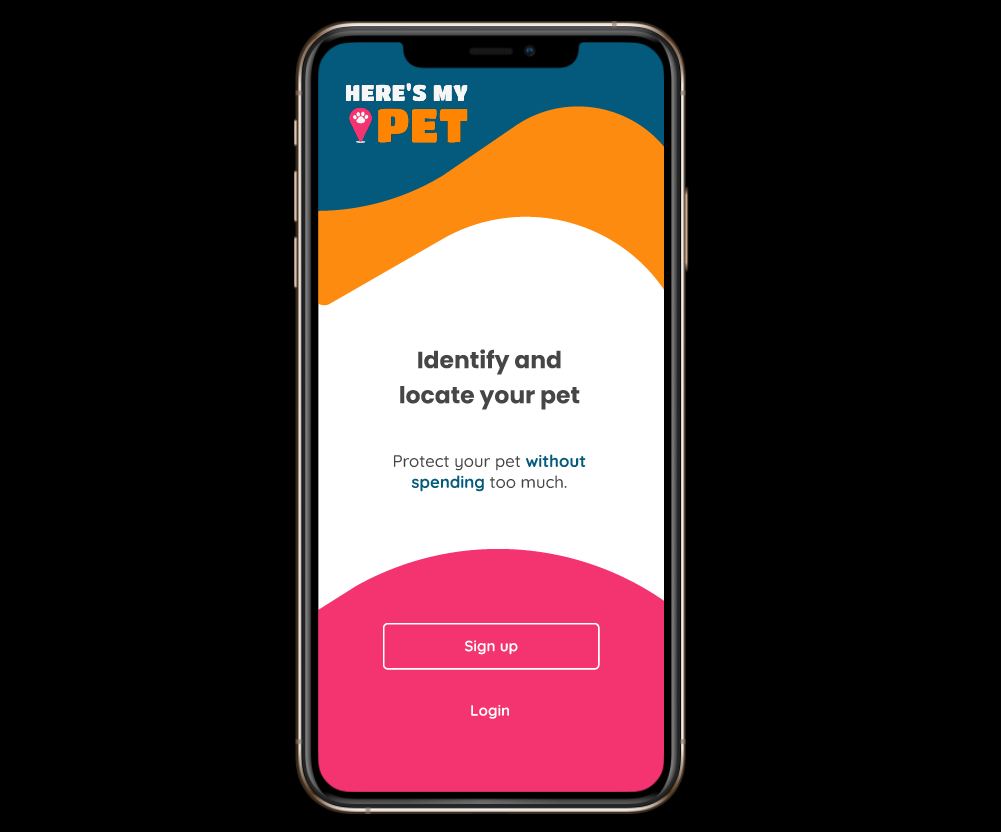 HERE'S MY
PET
Identify and
locate your pet
Protect your pet without
spending too much.
Sign up
Login